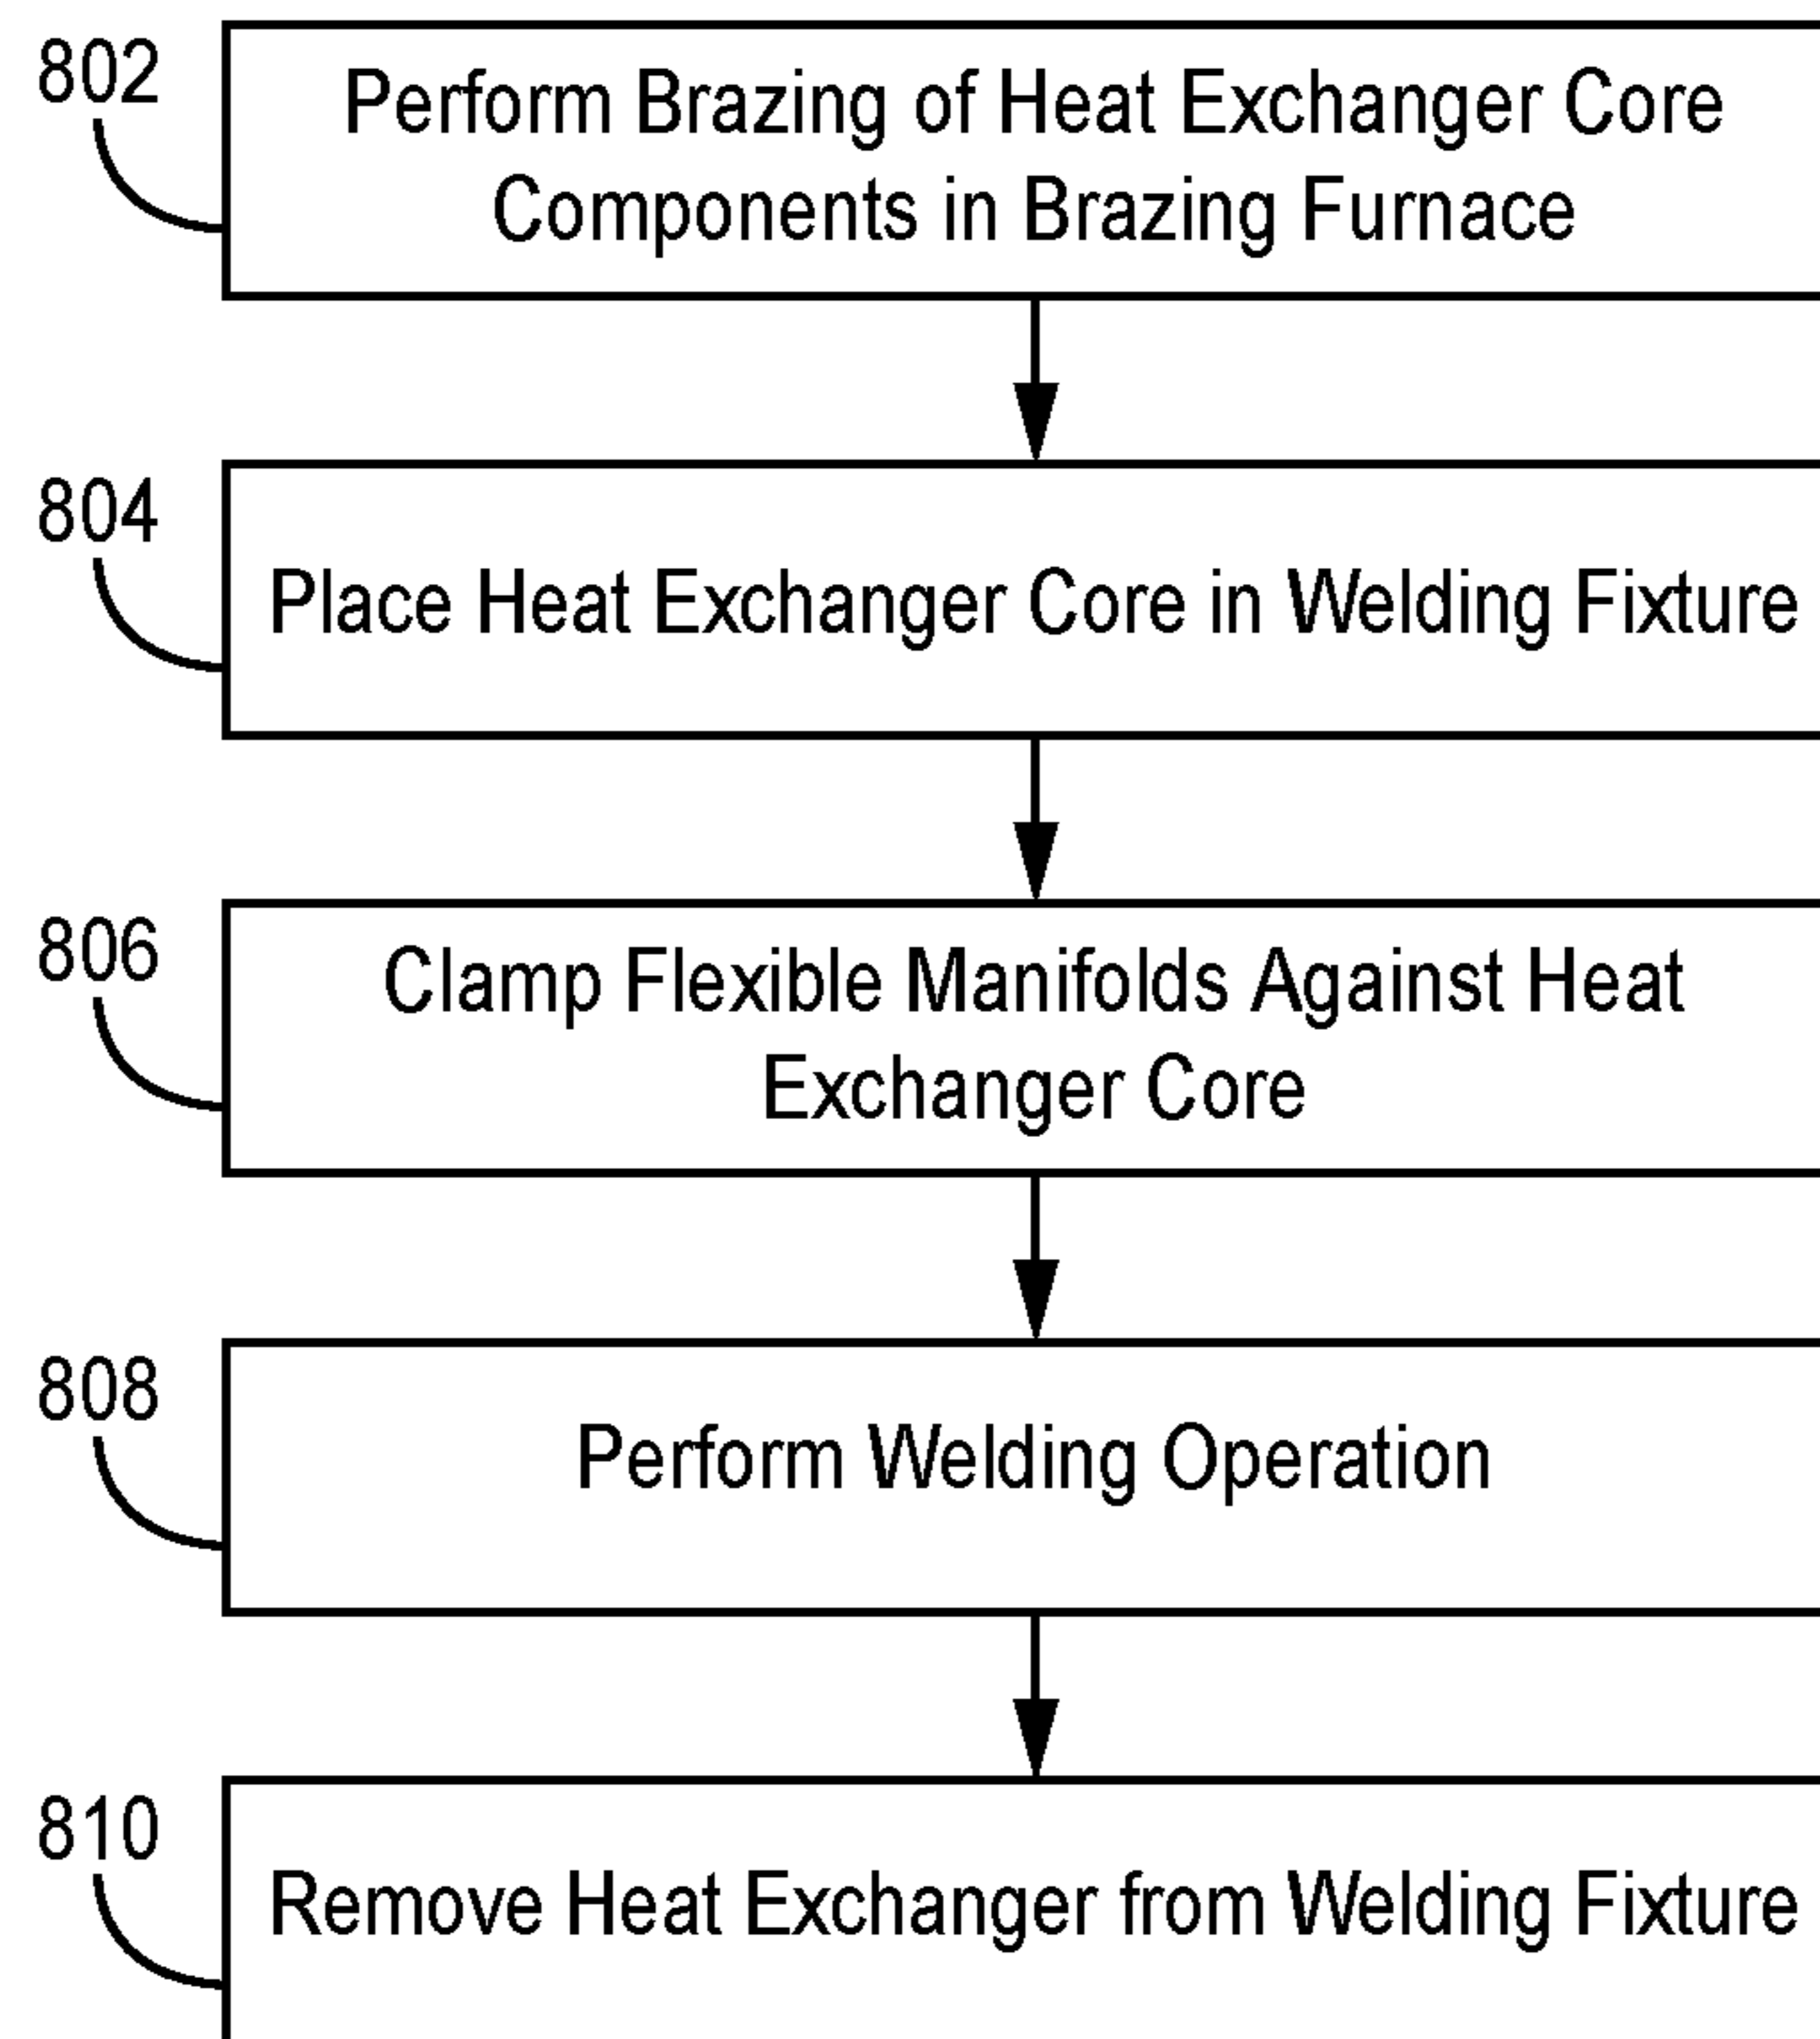 802
Perform Brazing of Heat Exchanger Core
Components in Brazing Furnace
804
Place Heat Exchanger Core in Welding Fixture
806
Clamp Flexible Manifolds Against Heat
Exchanger Core
808
Perform Welding Operation
810
Remove Heat Exchanger from Welding Fixture